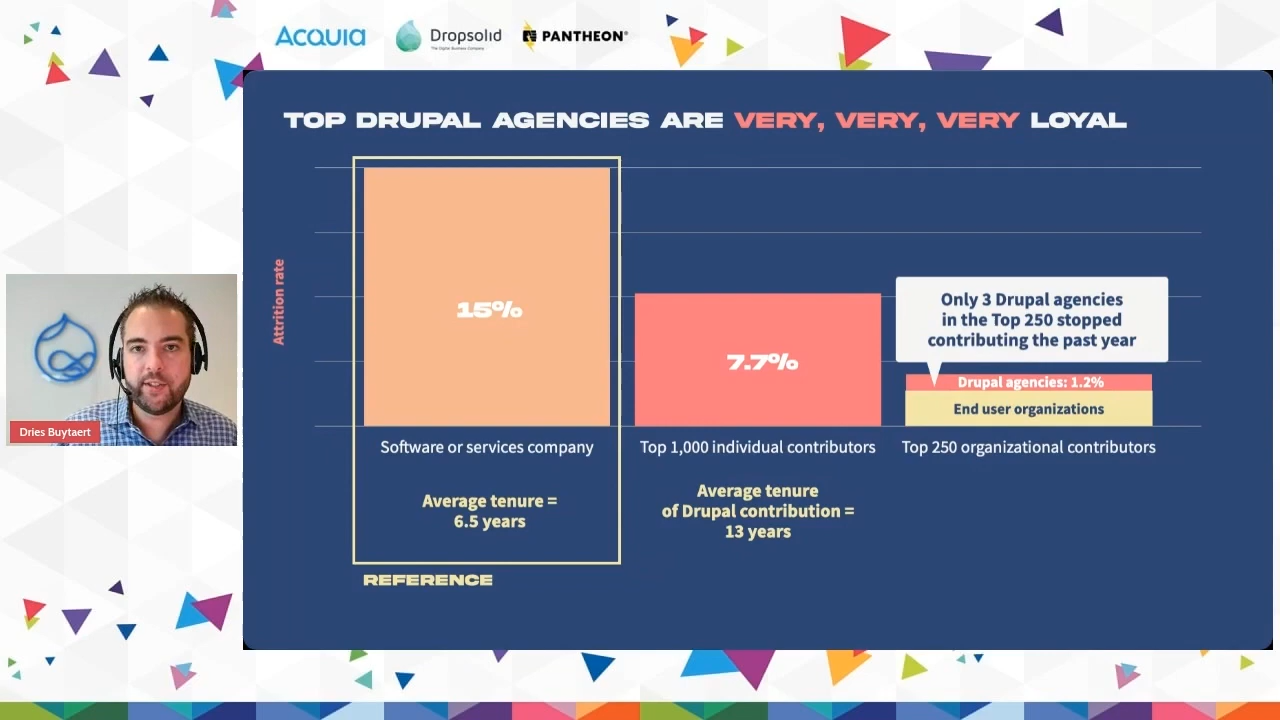 Acquia
Dropsolid
The Digital Business Company
PANTHEON®
TOP DRUPAL AGENCIES ARE VERY, VERY, VERY LOYAL
Attrition rate
15%
7.7%
Only 3 Drupal agencies
in the Top 250 stopped
contributing the past year
Drupal agencies: 1.2%
End user organizations
Software or services company
Top 1,000 individual contributors
Top 250 organizational contributors
Average tenure =
6.5 years
Average tenure
of Drupal contribution =
13 years
REFERENCE
Dries Buytaert